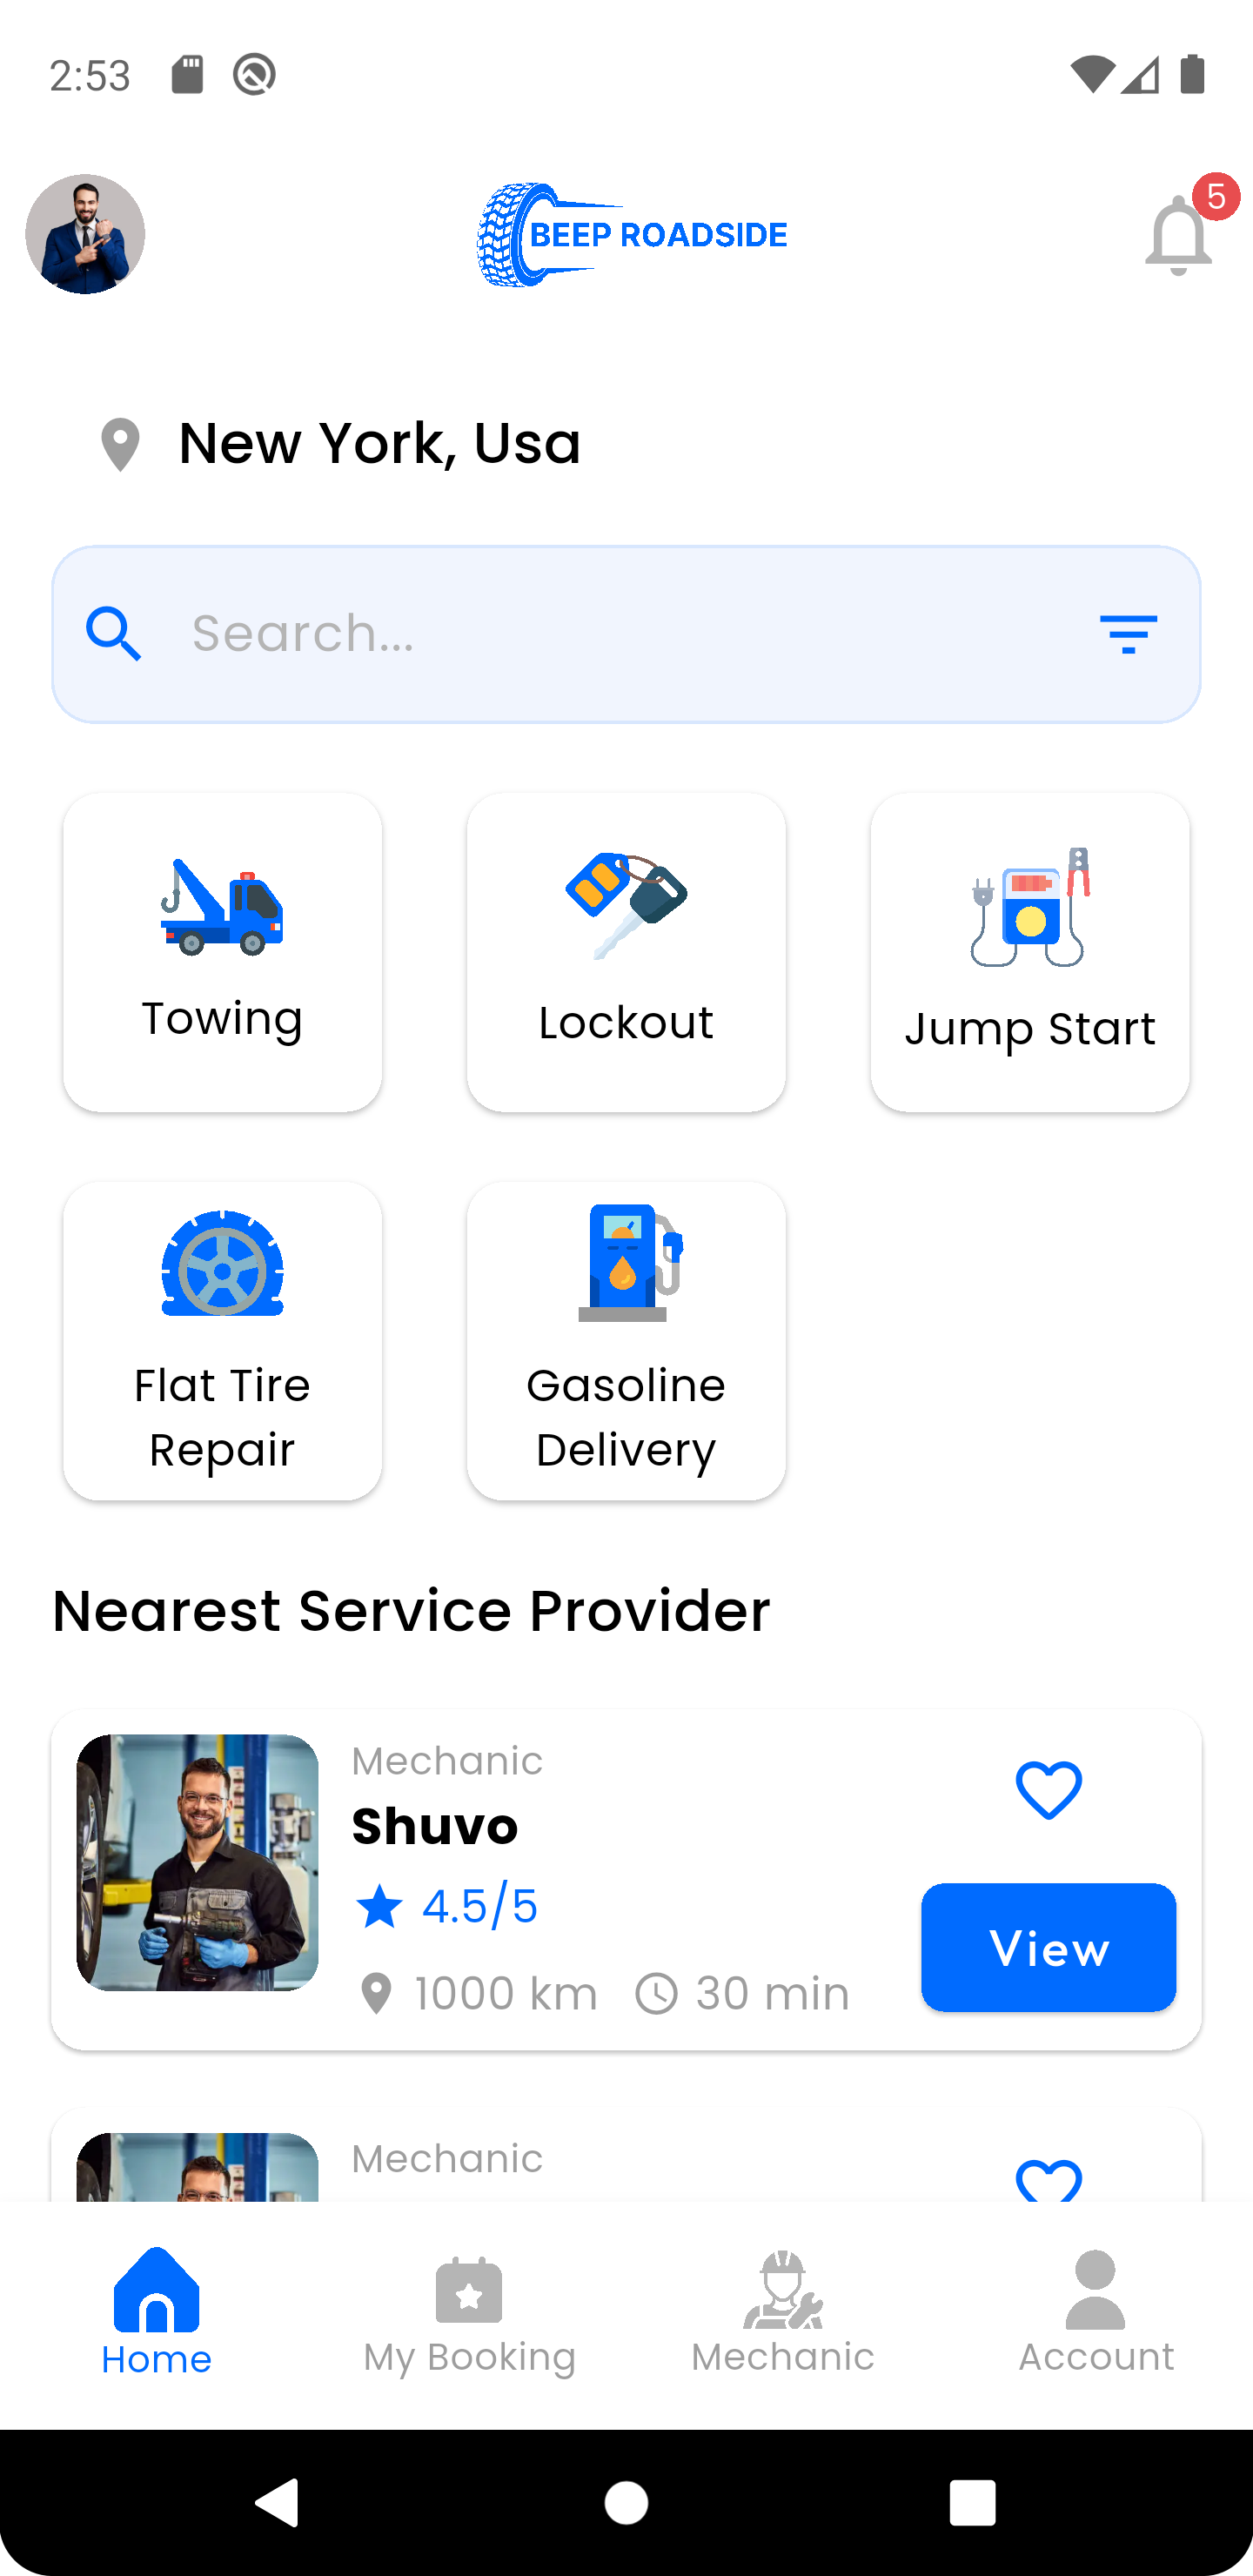 2:53
BEEP ROADSIDE
5
New York, Usa
Search...
Towing
Lockout
Jump Start
Flat Tire
Repair
Gasoline
Delivery
Nearest Service Provider
Mechanic
Shuvo
4.5/5
1000 km 30 min
View
Mechanic
Home
My Booking
Mechanic
Account